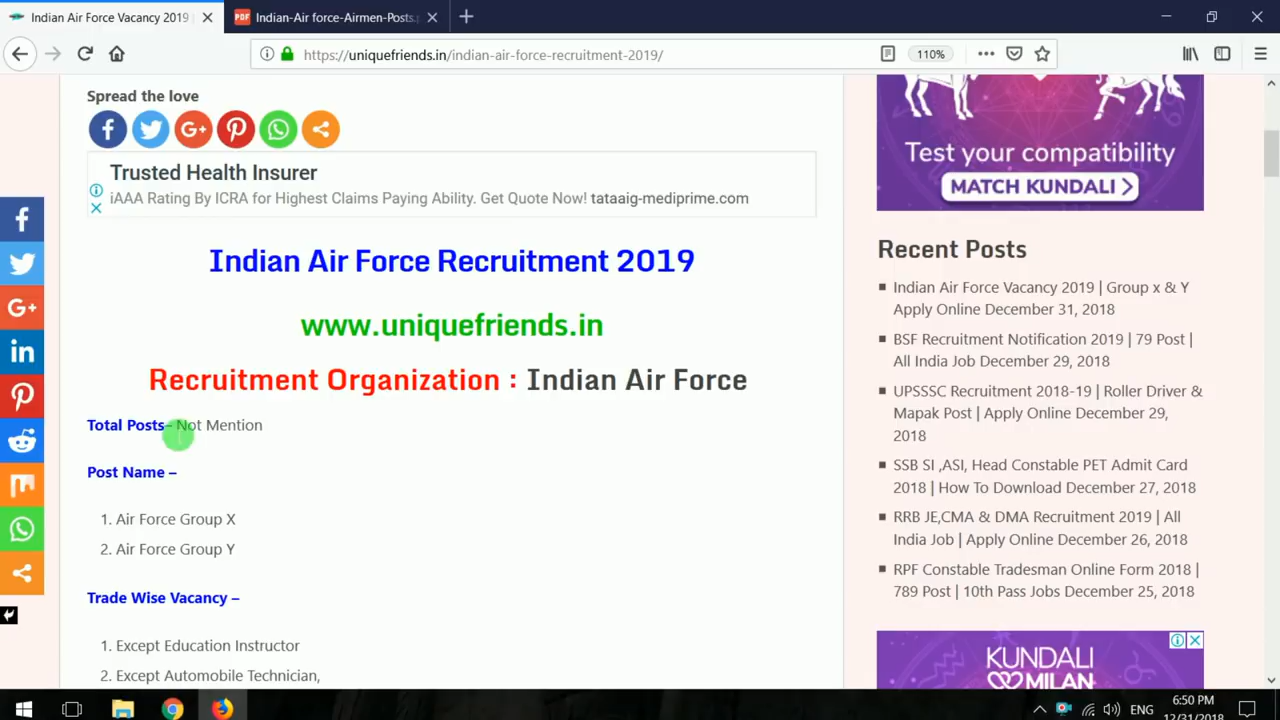 Indian Air Force Vacancy 2019 |
Indian-Air force-Airmen-Posts.p
https://uniquefriends.in/indian-air-force-recruitment-2019/
110%
Spread the love
Trusted Health Insurer
iAAA Rating By ICRA for Highest Claims Paying Ability. Get Quote Now! tataaig-mediprime.com
Indian Air Force Recruitment 2019
www.uniquefriends.in
Recruitment Organization : Indian Air Force
Total Posts– Not Mention
Post Name –
1. Air Force Group X
2. Air Force Group Y
Trade Wise Vacancy –
1. Except Education Instructor
2. Except Automobile Technician,
Test your compatibility
MATCH KUNDALI
Recent Posts
Indian Air Force Vacancy 2019 | Group x & Y
Apply Online December 31, 2018
BSF Recruitment Notification 2019 | 79 Post |
All India Job December 29, 2018
UPSSSC Recruitment 2018-19 | Roller Driver &
Mapak Post | Apply Online December 29,
2018
SSB SI ,ASI, Head Constable PET Admit Card
2018 | How To Download December 27, 2018
RRB JE,CMA & DMA Recruitment 2019 | All
India Job | Apply Online December 26, 2018
RPF Constable Tradesman Online Form 2018 |
789 Post | 10th Pass Jobs December 25, 2018
KUNDALI
MILAN
ENG
6:50 PM
12/31/2018